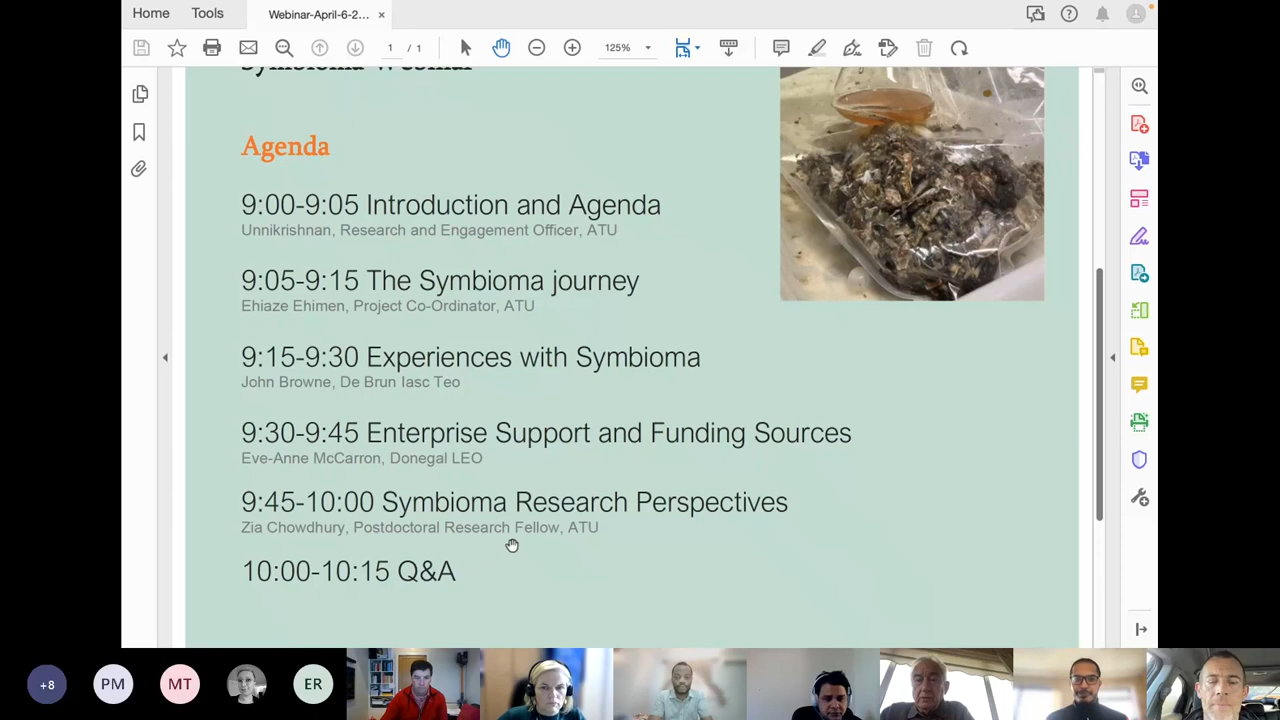 Home
Tools
Webinar-April-6-2...
1 / 1
125%
Symbioma Webinar
Agenda
9:00-9:05 Introduction and Agenda
Unnikrishnan, Research and Engagement Officer, ATU
9:05-9:15 The Symbioma journey
Ehiaze Ehimen, Project Co-Ordinator, ATU
9:15-9:30 Experiences with Symbioma
John Browne, De Brun Iasc Teo
9:30-9:45 Enterprise Support and Funding Sources
Eve-Anne McCarron, Donegal LEO
9:45-10:00 Symbioma Research Perspectives
Zia Chowdhury, Postdoctoral Research Fellow, ATU
10:00-10:15 Q&A
+8
PM
MT
ER